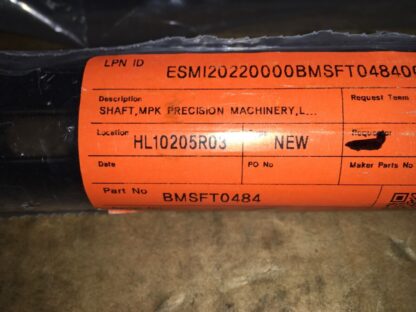 LPN ID ESMI20220000BMSFT04840
Description Request Team
SHAFT,MPK PRECISION MACHINERY,L...
Location HL10205R03 NEW Requestor
Date PO No Maker Parts No
Part No BMSFT0484